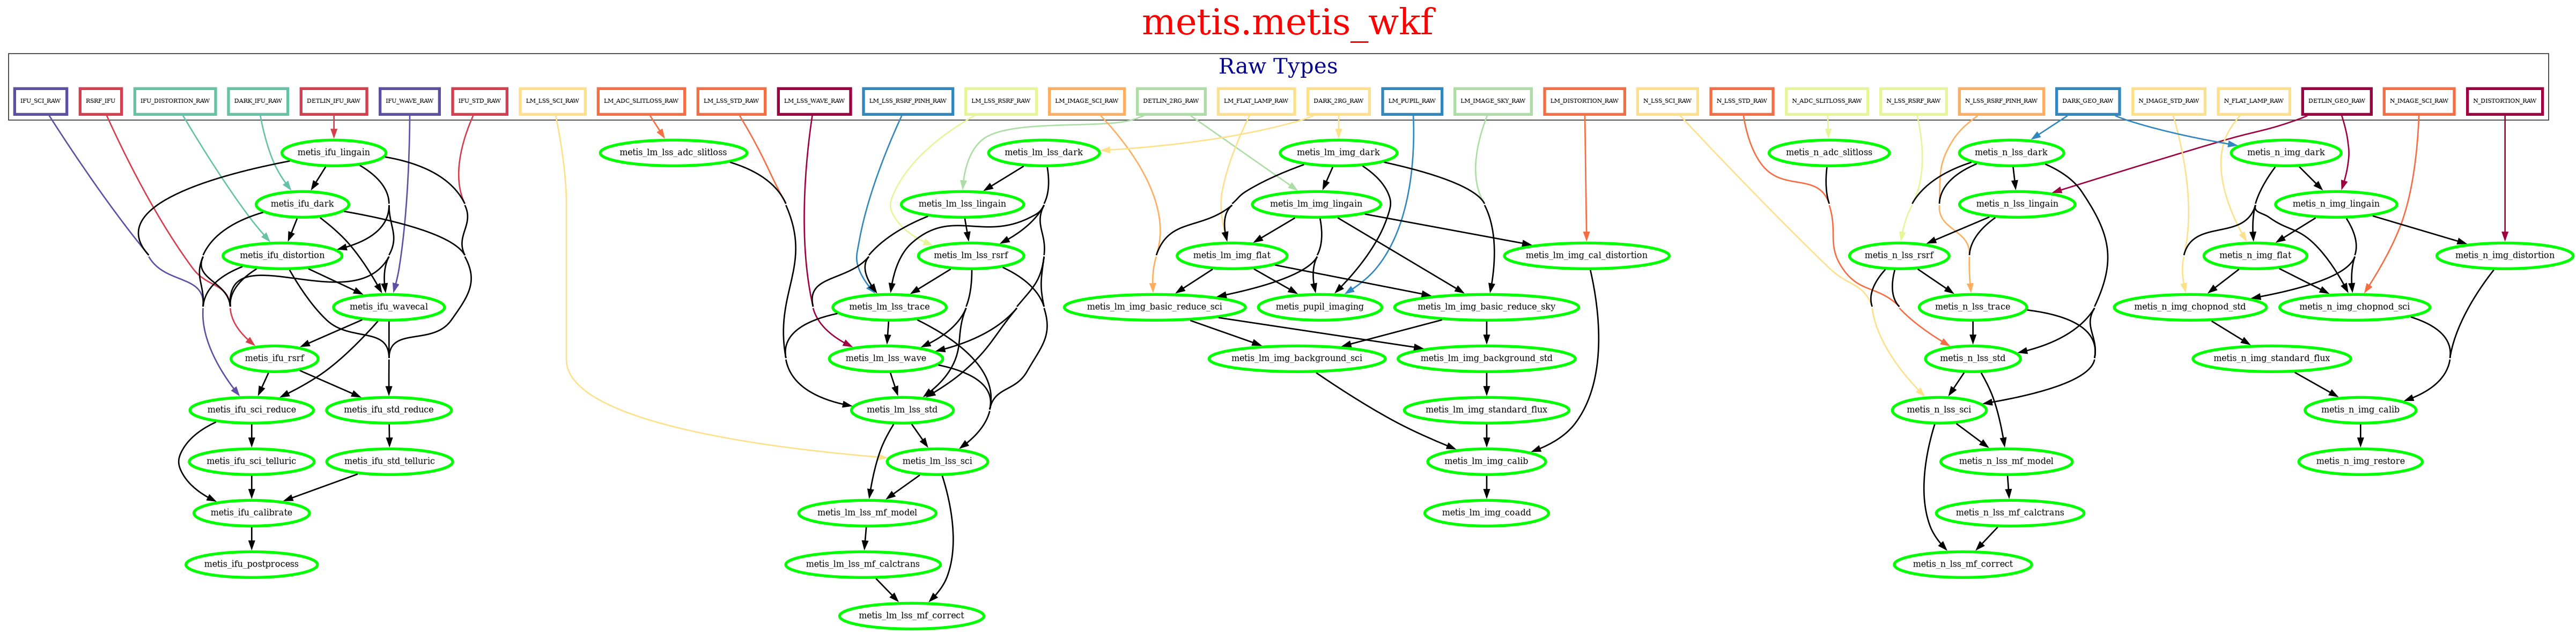 metis.metis_wkf
Raw Types
IFU_SCI_RAW RSRF_IFU IFU_DISTORTION_RAW DARK_IFU_RAW DETLIN_IFU_RAW IFU_WAVE_RAW IFU_STD_RAW LM_LSS_SCI_RAW LM_ADC_SLITLOSS_RAW LM_LSS_STD_RAW LM_LSS_WAVE_RAW LM_LSS_RSRF_PINH_RAW LM_LSS_RSRF_RAW LM_IMAGE_SCI_RAW DETLIN_2RG_RAW LM_FLAT_LAMP_RAW DARK_2RG_RAW LM_PUPIL_RAW LM_IMAGE_SKY_RAW LM_DISTORTION_RAW N_LSS_SCI_RAW N_LSS_STD_RAW N_ADC_SLITLOSS_RAW N_LSS_RSRF_RAW N_LSS_RSRF_PINH_RAW DARK_GEO_RAW N_IMAGE_STD_RAW N_FLAT_LAMP_RAW DETLIN_GEO_RAW N_IMAGE_SCI_RAW N_DISTORTION_RAW
metis_ifu_lingain metis_lm_lss_adc_slitloss metis_lm_lss_dark metis_lm_img_dark metis_n_adc_slitloss metis_n_lss_dark metis_n_img_dark
metis_ifu_dark metis_lm_lss_lingain metis_lm_img_lingain metis_n_lss_lingain metis_n_img_lingain
metis_ifu_distortion metis_lm_lss_rsrf metis_lm_img_flat metis_lm_img_cal_distortion metis_n_lss_rsrf metis_n_img_flat metis_n_img_distortion
metis_ifu_wavecal metis_lm_lss_trace metis_lm_img_basic_reduce_sci metis_pupil_imaging metis_lm_img_basic_reduce_sky metis_n_lss_trace metis_n_img_chopnod_std metis_n_img_chopnod_sci
metis_ifu_rsrf metis_lm_lss_wave metis_lm_img_background_sci metis_lm_img_background_std metis_n_lss_std metis_n_img_standard_flux
metis_ifu_sci_reduce metis_ifu_std_reduce metis_lm_lss_std metis_lm_img_standard_flux metis_n_lss_sci metis_n_img_calib
metis_ifu_sci_telluric metis_ifu_std_telluric metis_lm_lss_sci metis_lm_img_calib metis_n_lss_mf_model metis_n_img_restore
metis_ifu_calibrate metis_lm_lss_mf_model metis_lm_img_coadd metis_n_lss_mf_calctrans
metis_ifu_postprocess metis_lm_lss_mf_calctrans metis_n_lss_mf_correct
metis_lm_lss_mf_correct